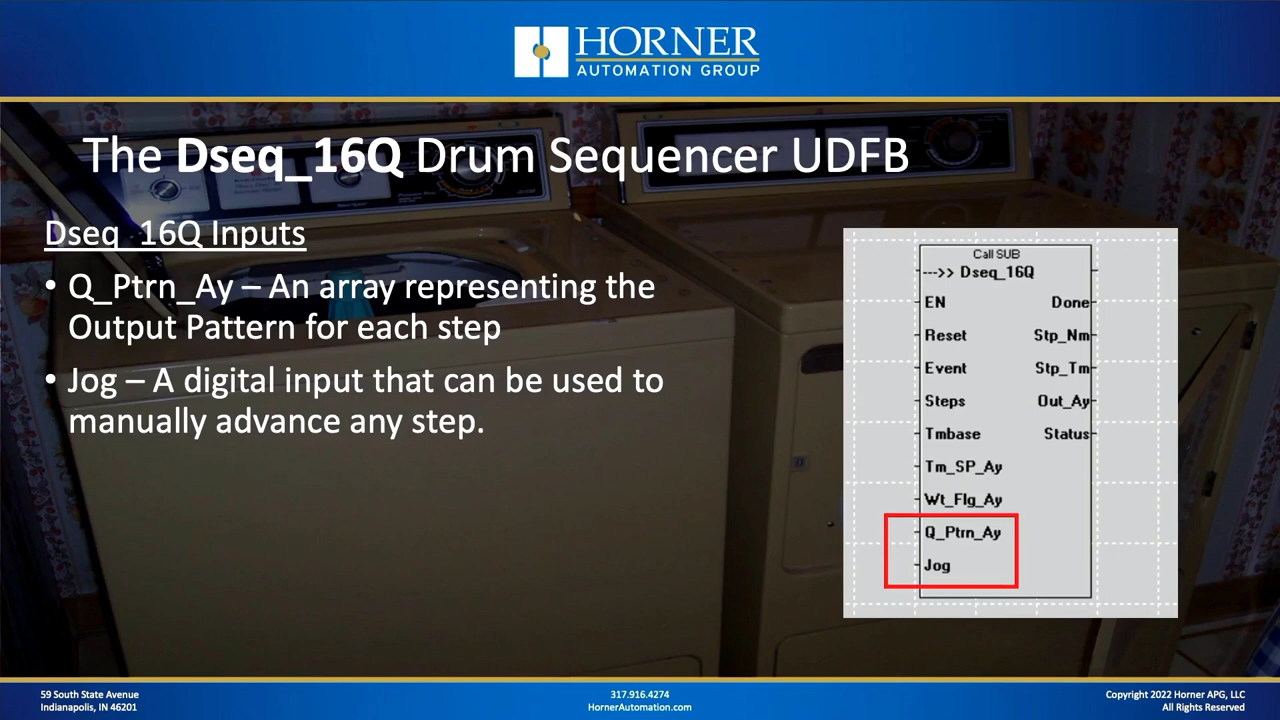 HORNER
AUTOMATION GROUP
The Dseq_16Q Drum Sequencer UDFB
Dseq_16Q Inputs
• Q_Ptrn_Ay – An array representing the
Output Pattern for each step
• Jog – A digital input that can be used to
manually advance any step.
Call SUB
--->> Dseq_16Q
EN Done
Reset Stp_Nm
Event Stp_Tm
Steps Out_Ay
Tmbase Status
Tm_SP_Ay
Wt_Flg_Ay
Q_Ptrn_Ay
Jog
59 South State Avenue
Indianapolis, IN 46201
317.916.4274
HornerAutomation.com
Copyright 2022 Horner APG, LLC
All Rights Reserved